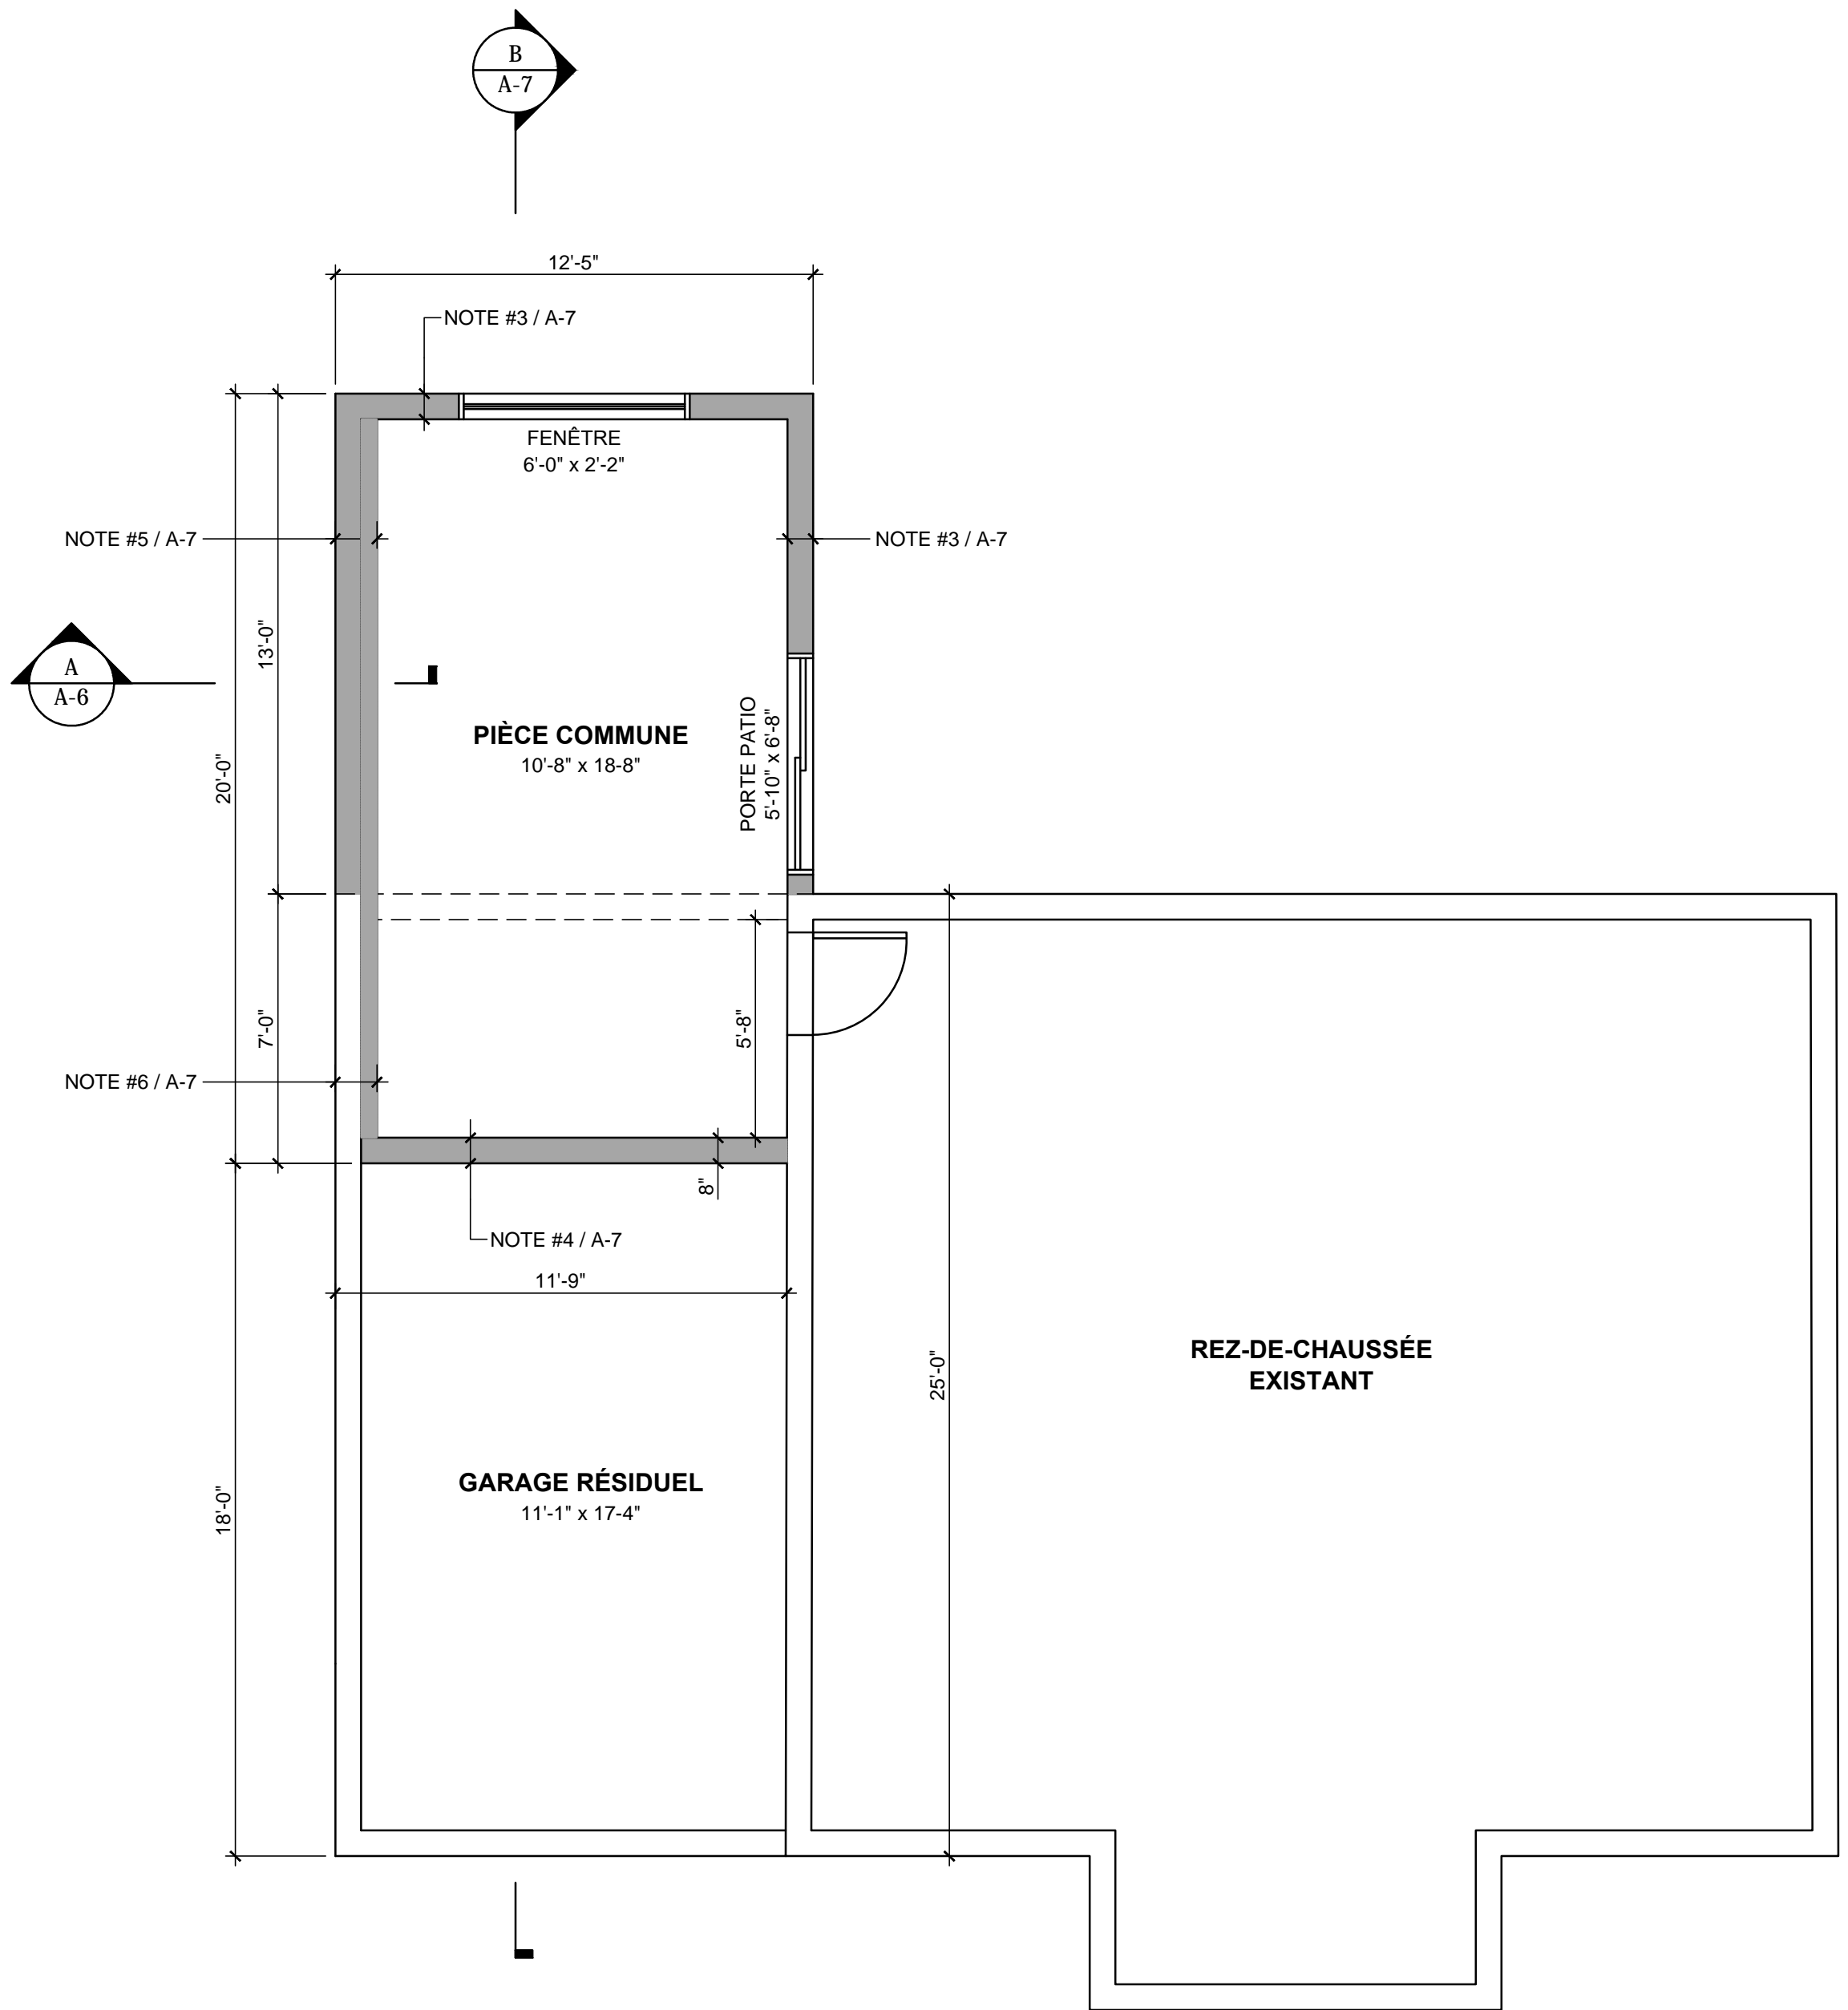 B
A-7
12'-5"
NOTE #3 / A-7
FENÊTRE
6'-0" x 2'-2"
NOTE #5 / A-7
NOTE #3 / A-7
13'-0"
A
A-6
20'-0"
PIÈCE COMMUNE
10'-8" x 18-8"
PORTE PATIO
5'-10" x 6'-8"
7'-0"
5'-8"
NOTE #6 / A-7
8"
NOTE #4 / A-7
11'-9"
REZ-DE-CHAUSSÉE
EXISTANT
25'-0"
GARAGE RÉSIDUEL
11'-1" x 17-4"
18'-0"